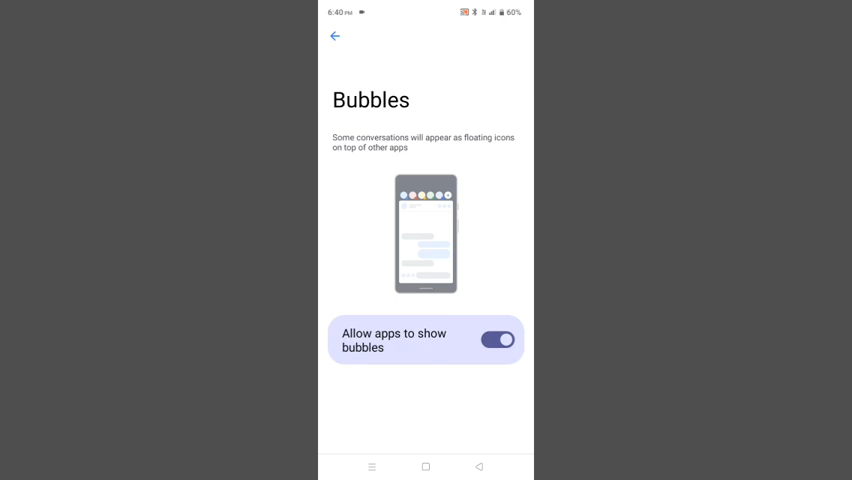 6:40 PM
60%
Bubbles
Some conversations will appear as floating icons
on top of other apps
Allow apps to show
bubbles